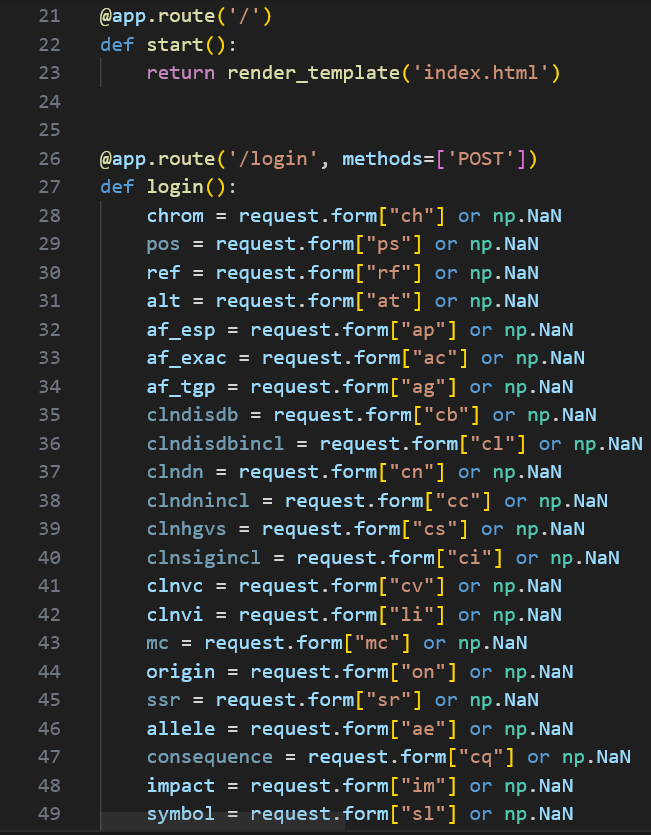 21 @app.route('/')
22 def start():
23     return render_template('index.html')
24
25
26 @app.route('/login', methods=['POST'])
27 def login():
28     chrom = request.form["ch"] or np.NaN
29     pos = request.form["ps"] or np.NaN
30     ref = request.form["rf"] or np.NaN
31     alt = request.form["at"] or np.NaN
32     af_esp = request.form["ap"] or np.NaN
33     af_exac = request.form["ac"] or np.NaN
34     af_tgp = request.form["ag"] or np.NaN
35     clndisdb = request.form["cb"] or np.NaN
36     clndisdbincl = request.form["cl"] or np.NaN
37     clndn = request.form["cn"] or np.NaN
38     clndnincl = request.form["cc"] or np.NaN
39     clnhgvs = request.form["cs"] or np.NaN
40     clnsigincl = request.form["ci"] or np.NaN
41     clnvc = request.form["cv"] or np.NaN
42     clnvi = request.form["li"] or np.NaN
43     mc = request.form["mc"] or np.NaN
44     origin = request.form["on"] or np.NaN
45     ssr = request.form["sr"] or np.NaN
46     allele = request.form["ae"] or np.NaN
47     consequence = request.form["cq"] or np.NaN
48     impact = request.form["im"] or np.NaN
49     symbol = request.form["sl"] or np.NaN